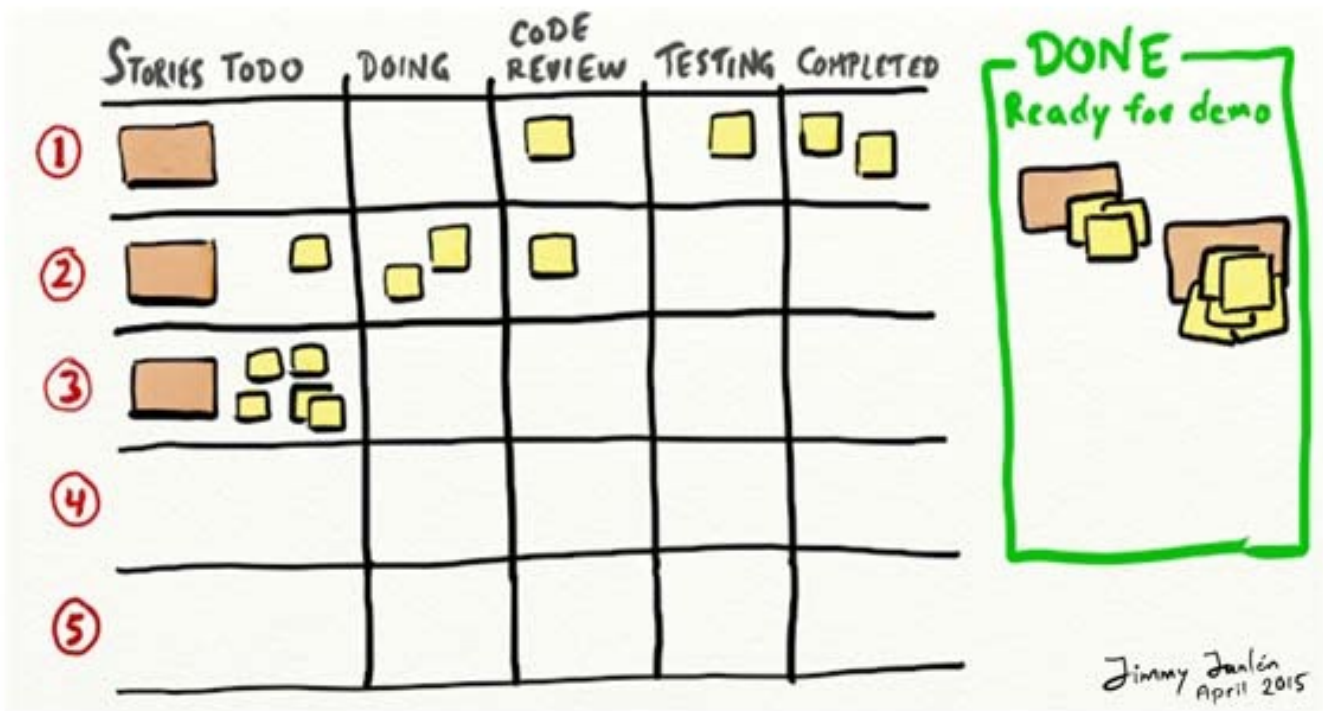 STORIES TODO DOING CODE REVIEW TESTING COMPLETED
DONE
Ready for demo
1
2
3
4
5
Jimmy Janlén
April 2015